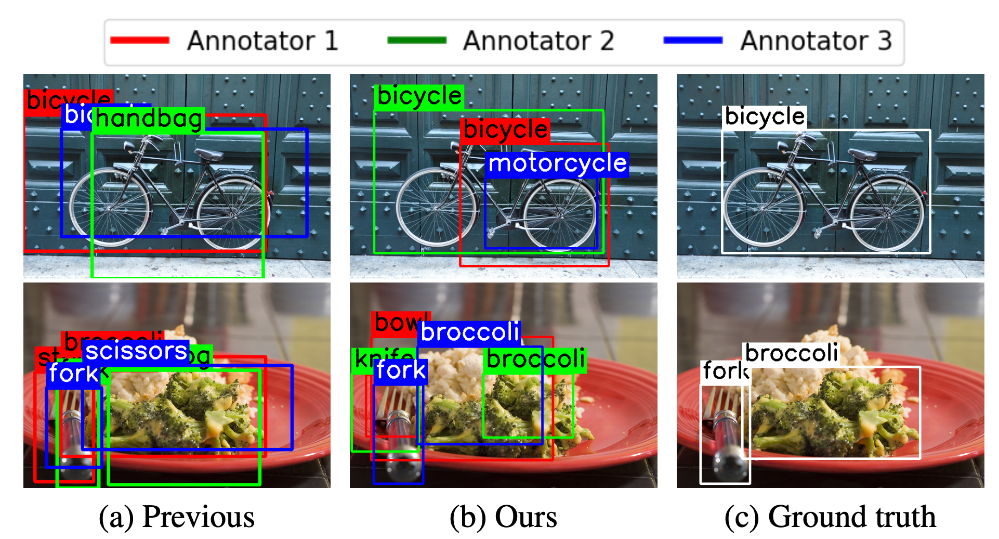 Annotator 1 Annotator 2 Annotator 3
bicycle
handbag
bicycle
bicycle
motorcycle
bicycle
scissors
fork
broccoli
broccoli
knife
fork
broccoli
fork
(a) Previous (b) Ours (c) Ground truth